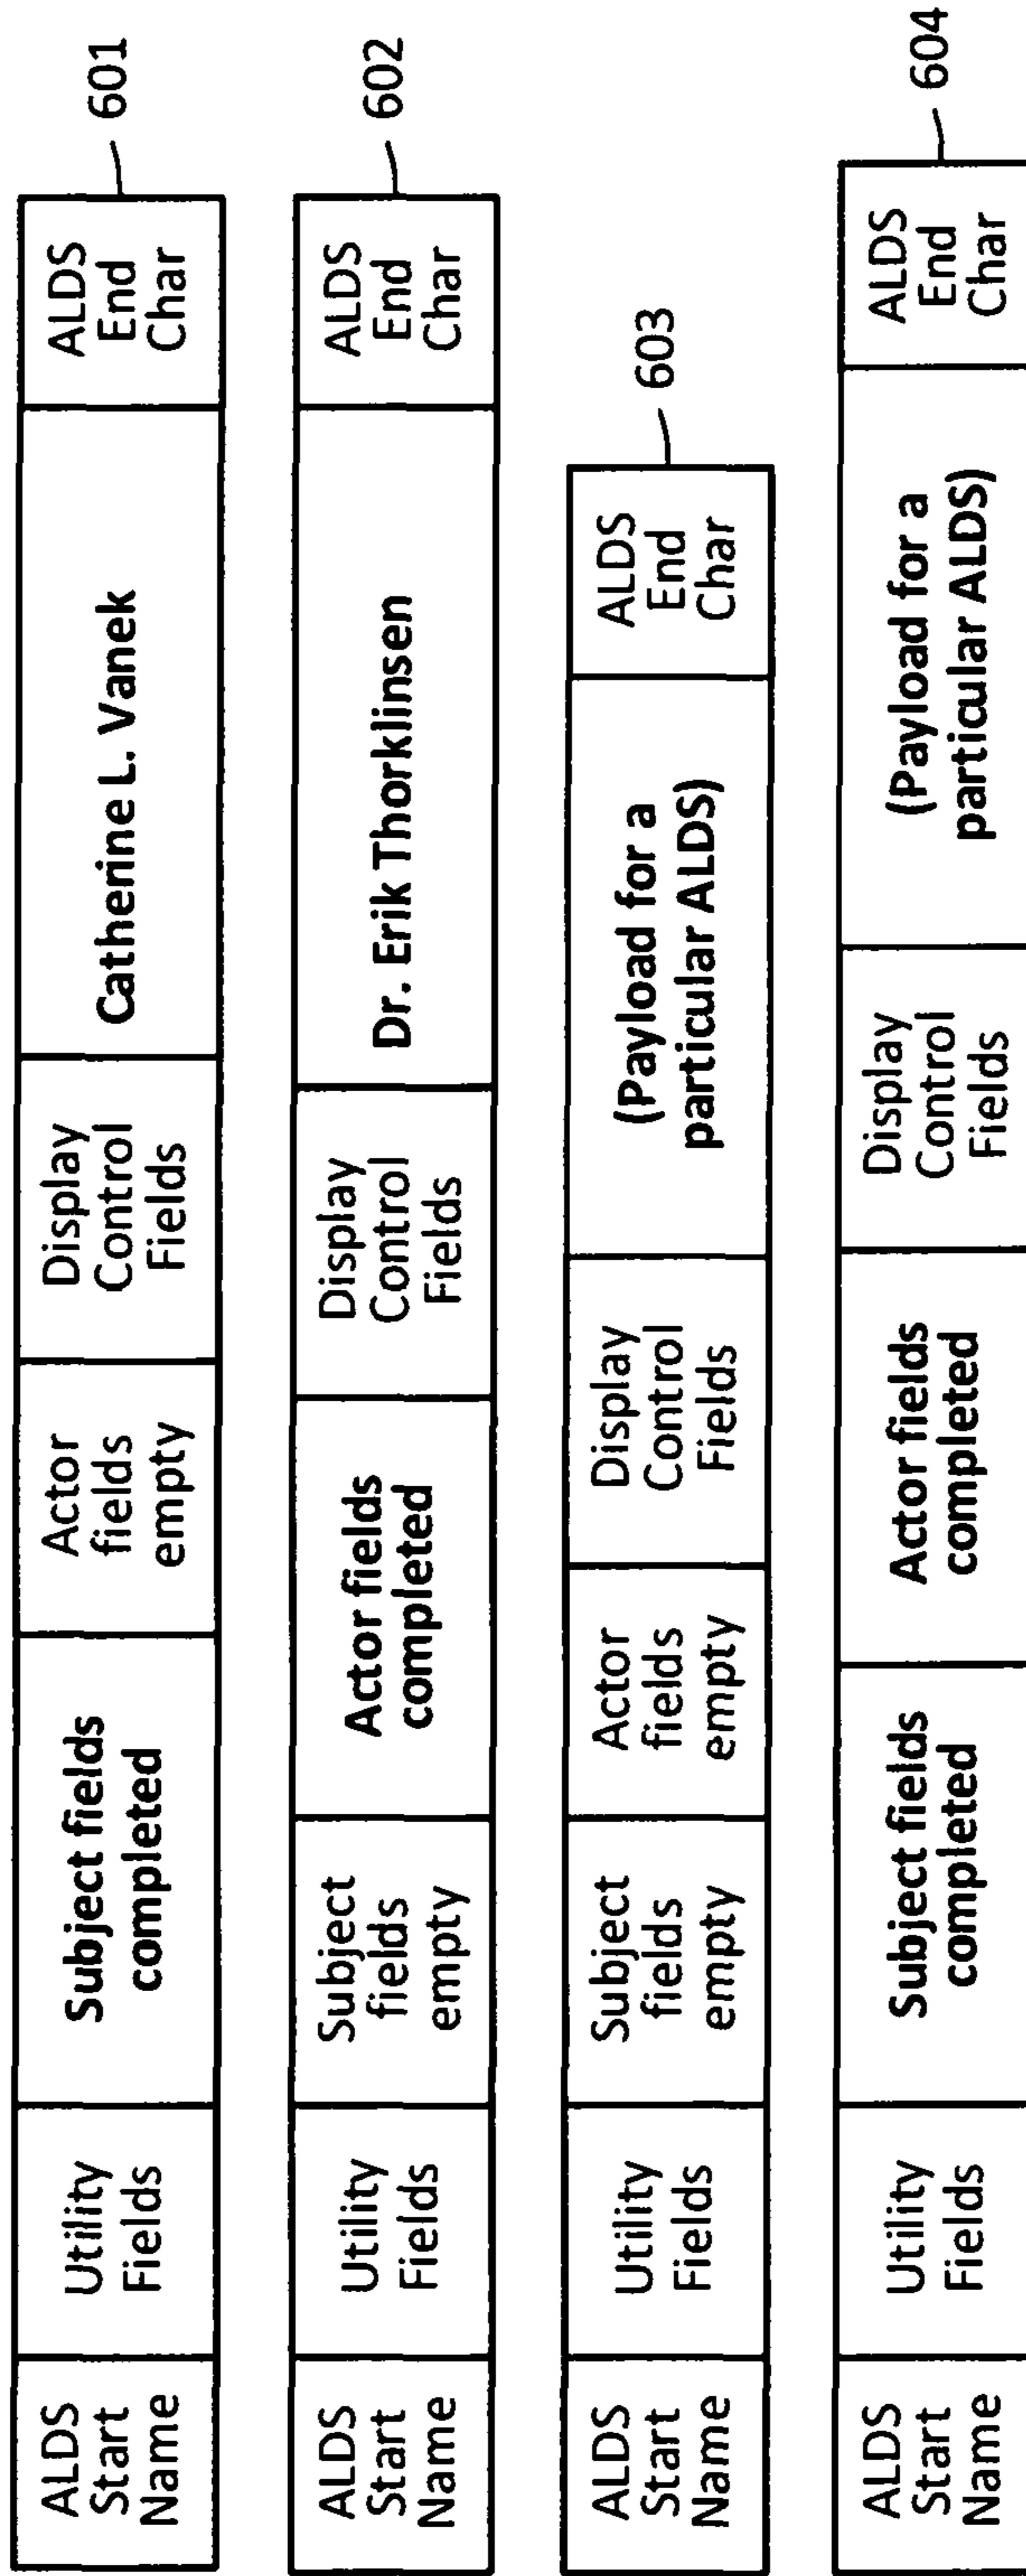 ALDS
Start
Name
Utility
Fields
Subject fields
completed
Actor
fields
empty
Display
Control
Fields
Catherine L. Vanek
ALDS
End
Char
601
ALDS
Start
Name
Utility
Fields
Subject
fields
empty
Actor fields
completed
Display
Control
Fields
Dr. Erik Thorklinsen
ALDS
End
Char
602
ALDS
Start
Name
Utility
Fields
Subject
fields
empty
Actor
fields
empty
Display
Control
Fields
(Payload for a
particular ALDS)
ALDS
End
Char
603
ALDS
Start
Name
Utility
Fields
Subject fields
completed
Actor fields
completed
Display
Control
Fields
(Payload for a
particular ALDS)
ALDS
End
Char
604